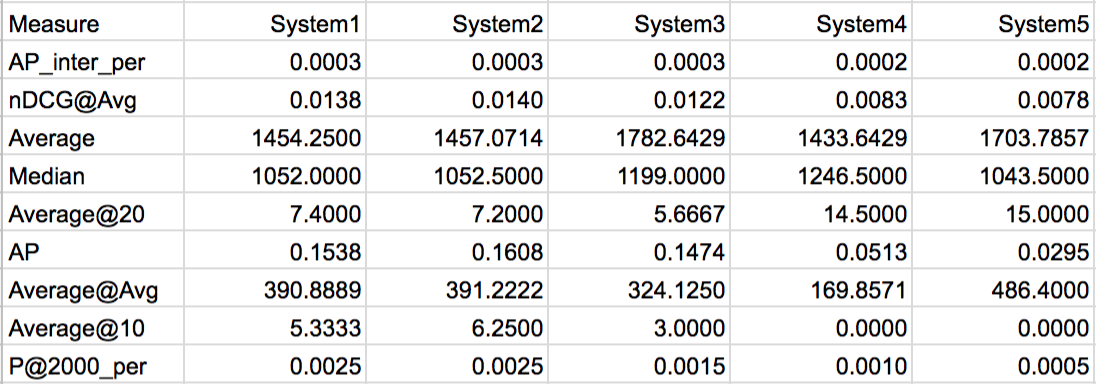 Measure System1 System2 System3 System4 System5
AP_inter_per 0.0003 0.0003 0.0003 0.0002 0.0002
nDCG@Avg 0.0138 0.0140 0.0122 0.0083 0.0078
Average 1454.2500 1457.0714 1782.6429 1433.6429 1703.7857
Median 1052.0000 1052.5000 1199.0000 1246.5000 1043.5000
Average@20 7.4000 7.2000 5.6667 14.5000 15.0000
AP 0.1538 0.1608 0.1474 0.0513 0.0295
Average@Avg 390.8889 391.2222 324.1250 169.8571 486.4000
Average@10 5.3333 6.2500 3.0000 0.0000 0.0000
P@2000_per 0.0025 0.0025 0.0015 0.0010 0.0005